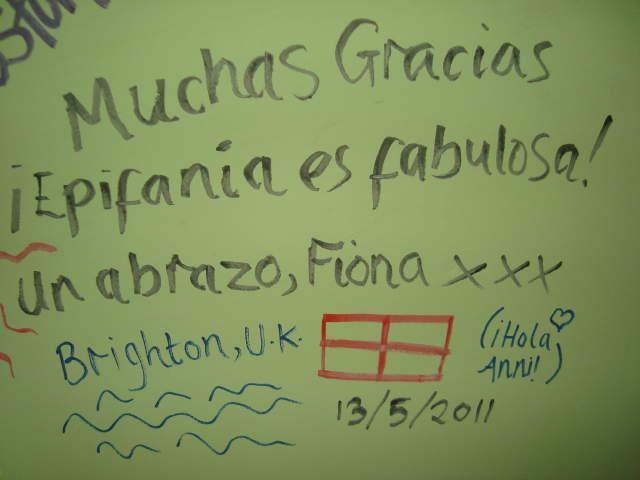 Muchas Gracias
¡Epifania es fabulosa!
un abrazo, Fiona xxx
Brighton, U.K.
(¡Hola
Anni!)
13/5/2011